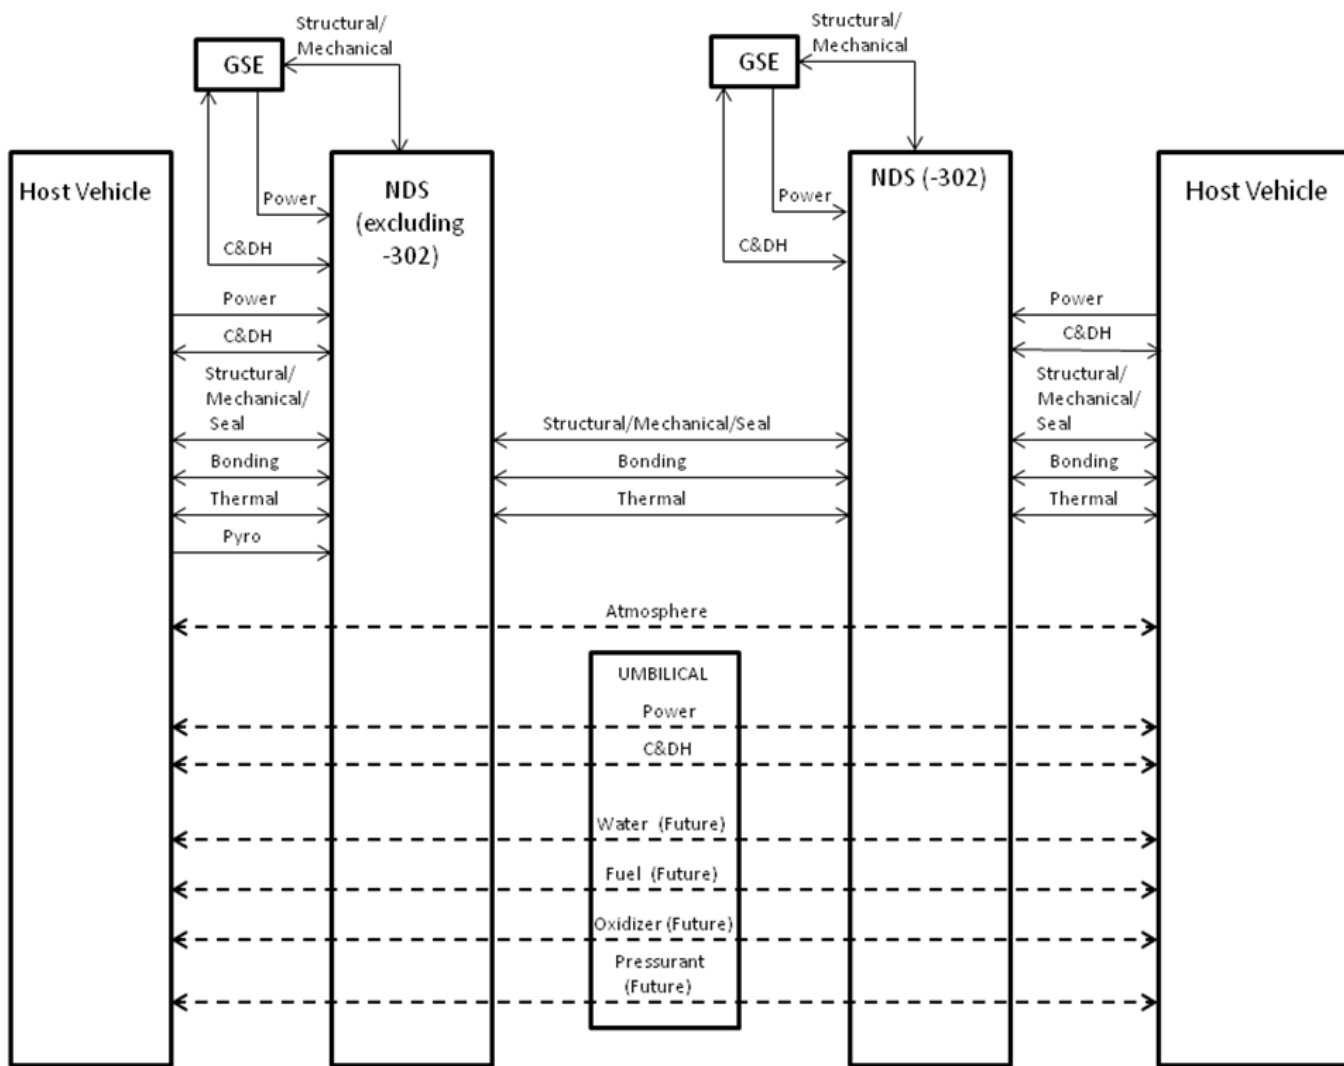 Structural/
Mechanical
GSE
Structural/
Mechanical
GSE
Host Vehicle
NDS
(excluding
-302)
NDS (-302)
Host Vehicle
Power
C&DH
Power
C&DH
Power
C&DH
Structural/
Mechanical/
Seal
Bonding
Thermal
Pyro
Structural/Mechanical/Seal
Bonding
Thermal
Power
C&DH
Structural/
Mechanical/
Seal
Bonding
Thermal
Atmosphere
UMBILICAL
Power
C&DH
Water (Future)
Fuel (Future)
Oxidizer (Future)
Pressurant
(Future)